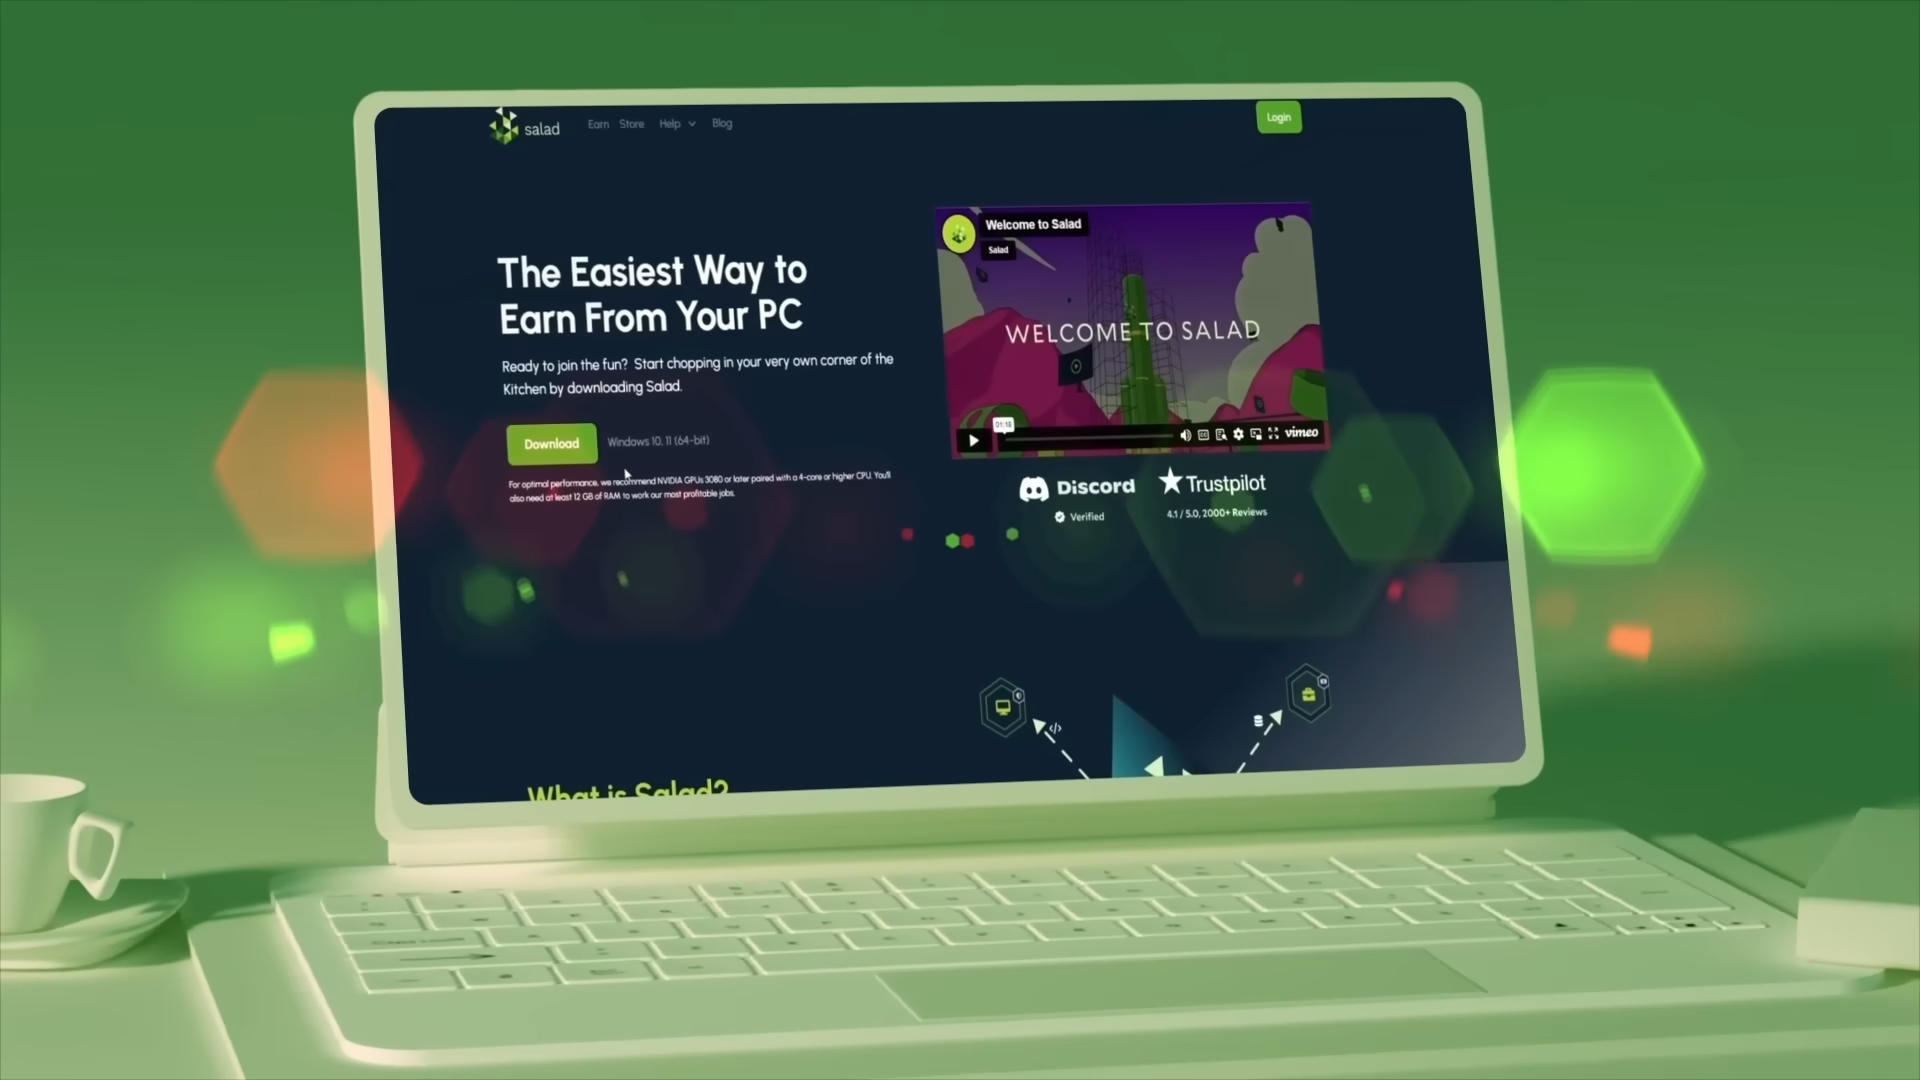 salad
Earn Store Help Blog
Login
The Easiest Way to
Earn From Your PC
Ready to join the fun? Start chopping in your very own corner of the
Kitchen by downloading Salad.
Download
Windows 10, 11 (64-bit)
For optimal performance, we recommend NVIDIA GPUs 3080 or later paired with a 4-core or higher CPU. You'll
also need at least 12 GB of RAM to work our most profitable jobs.
Welcome to Salad
Salad
WELCOME TO SALAD
01:18
vimeo
Discord
Verified
Trustpilot
4.1 / 5.0, 2000+ Reviews
</>
What is Salad?